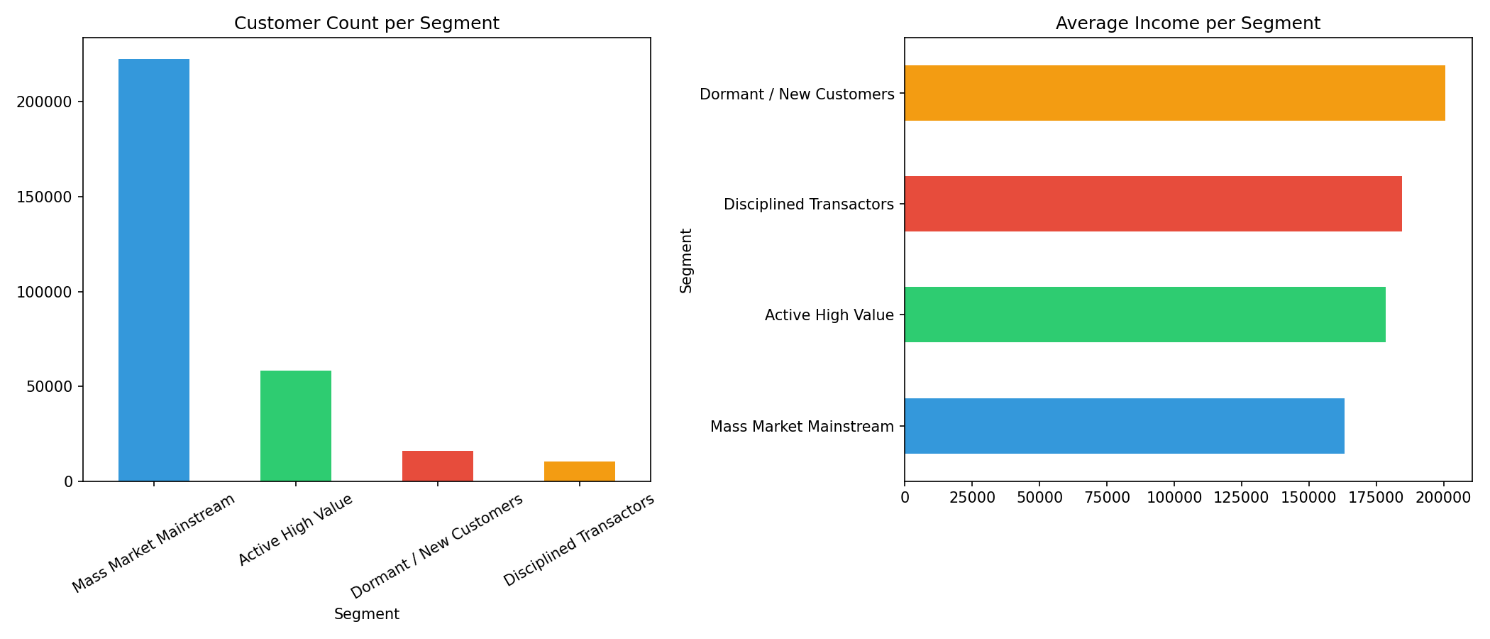 Customer Count per Segment
200000
150000
100000
50000
0
Mass Market Mainstream
Active High Value
Dormant / New Customers
Disciplined Transactors
Segment
Average Income per Segment
Segment
Dormant / New Customers
Disciplined Transactors
Active High Value
Mass Market Mainstream
0 25000 50000 75000 100000 125000 150000 175000 200000